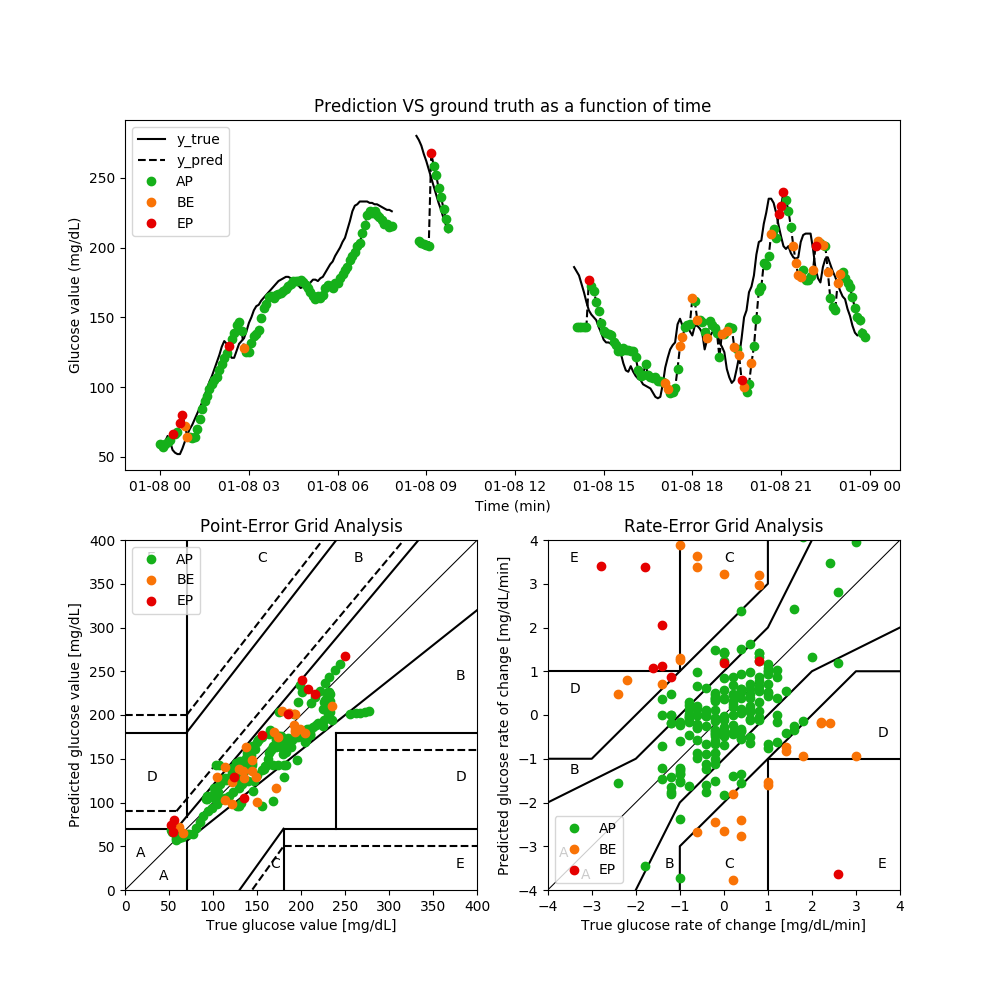 Prediction VS ground truth as a function of time
y_true
y_pred
AP
BE
EP
Glucose value (mg/dL)
250
200
150
100
50
01-08 00 01-08 03 01-08 06 01-08 09 01-08 12 01-08 15 01-08 18 01-08 21 01-09 00
Time (min)
Point-Error Grid Analysis
AP
BE
EP
C
B
B
D
D
A
A
C
E
Predicted glucose value [mg/dL]
400
350
300
250
200
150
100
50
0
0 50 100 150 200 250 300 350 400
True glucose value [mg/dL]
Rate-Error Grid Analysis
E
C
D
D
B
A
A
B
C
E
AP
BE
EP
Predicted glucose rate of change [mg/dL/min]
4
3
2
1
0
−1
−2
−3
−4
−4 −3 −2 −1 0 1 2 3 4
True glucose rate of change [mg/dL/min]